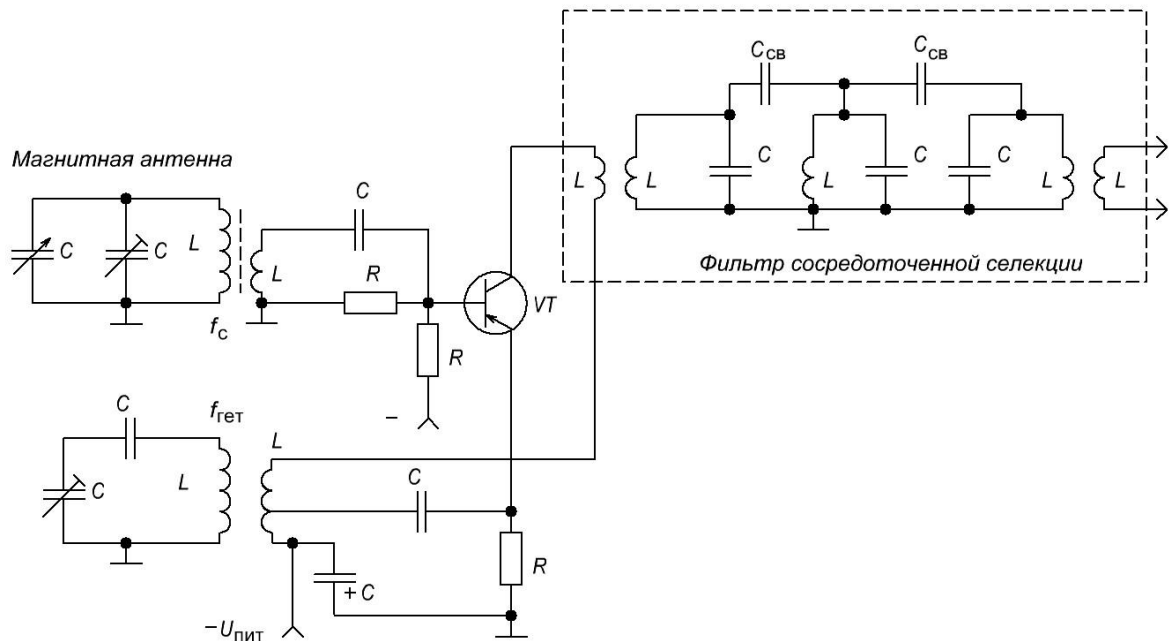 C_св
C_св
L
L
C
L
C
C
L
L
Фильтр сосредоточенной селекции
Магнитная антенна
C
C
L
L
f_с
C
R
R
–
VT
C
C
f_гет
L
L
C
+ C
R
–U_пит